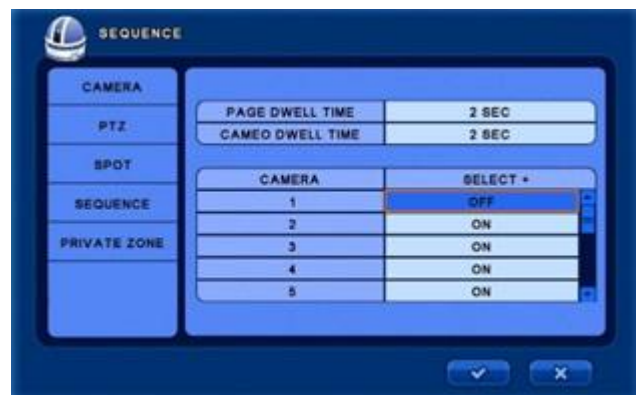 SEQUENCE
CAMERA
PTZ
SPOT
SEQUENCE
PRIVATE ZONE
PAGE DWELL TIME 2 SEC
CAMEO DWELL TIME 2 SEC
CAMERA SELECT +
1 OFF
2 ON
3 ON
4 ON
5 ON